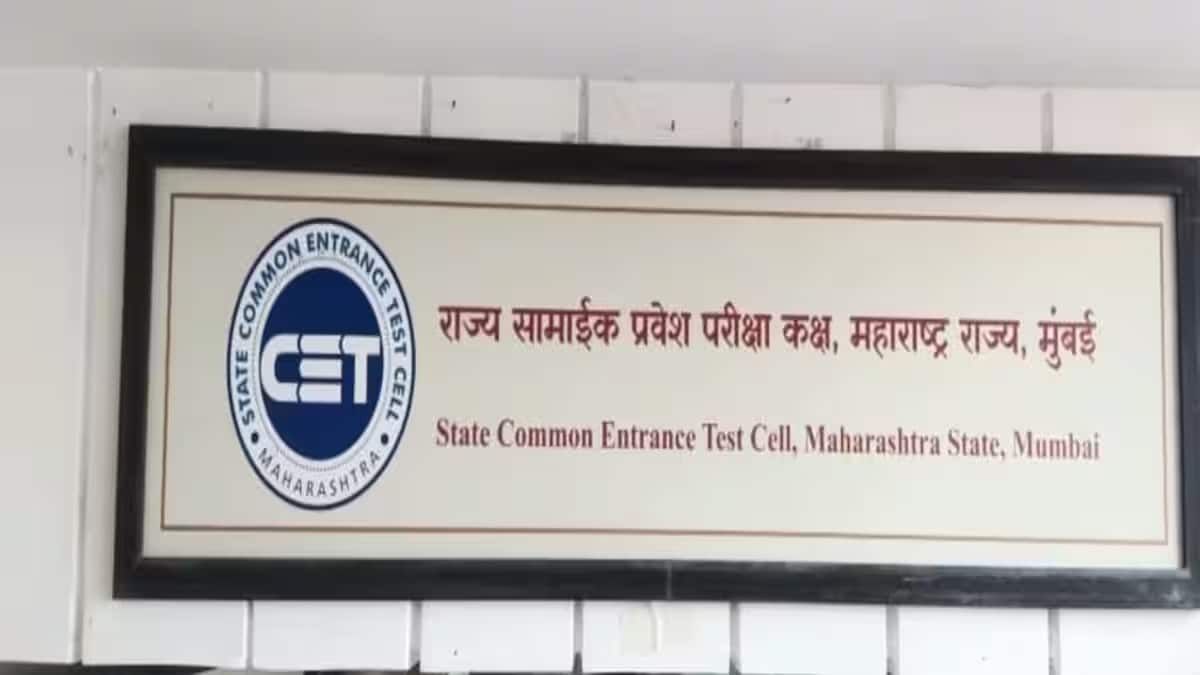 STATE COMMON ENTRANCE TEST CELL
MAHARASHTRA
CET
राज्य सामाईक प्रवेश परीक्षा कक्ष, महाराष्ट्र राज्य, मुंबई
State Common Entrance Test Cell, Maharashtra State, Mumbai